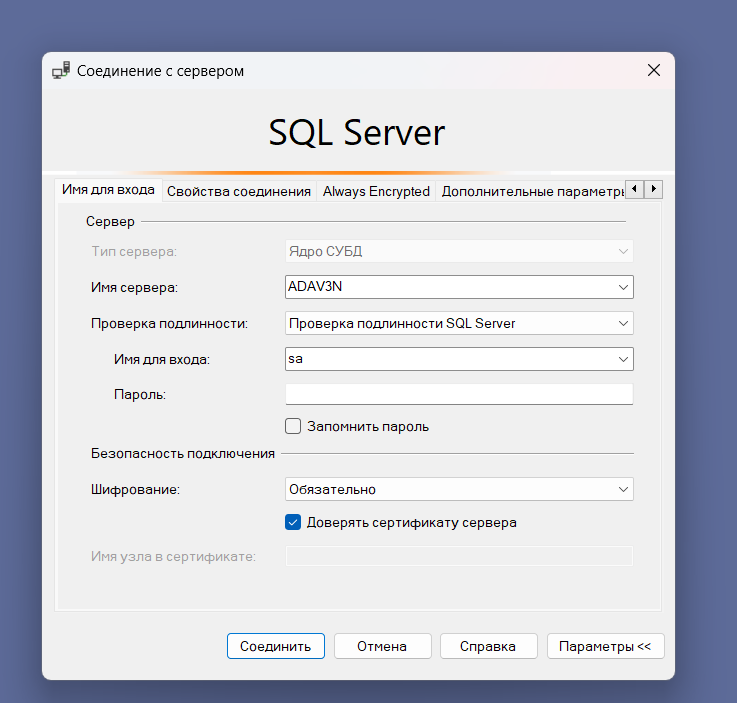 Соединение с сервером
SQL Server
Имя для входа Свойства соединения Always Encrypted Дополнительные параметры
Сервер
Тип сервера: Ядро СУБД
Имя сервера: ADAV3N
Проверка подлинности: Проверка подлинности SQL Server
Имя для входа: sa
Пароль:
Запомнить пароль
Безопасность подключения
Шифрование: Обязательно
Доверять сертификату сервера
Имя узла в сертификате:
Соединить Отмена Справка Параметры <<